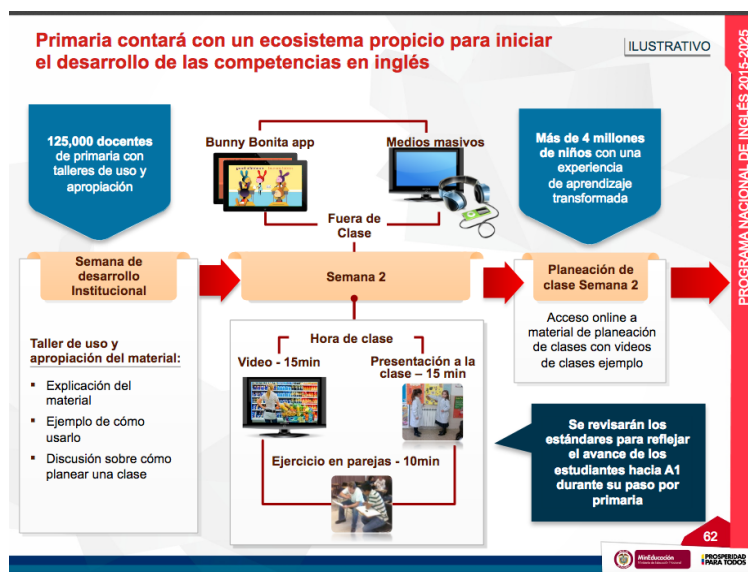 Primaria contará con un ecosistema propicio para iniciar
el desarrollo de las competencias en inglés
ILUSTRATIVO
PROGRAMA NACIONAL DE INGLÉS 2015-2025
125,000 docentes
de primaria con
talleres de uso y
apropiación
Bunny Bonita app
Medios masivos
Fuera de
Clase
Más de 4 millones
de niños con una
experiencia
de aprendizaje
transformada
Semana de
desarrollo
Institucional
Semana 2
Planeación de
clase Semana 2
Taller de uso y
apropiación del material:
▪ Explicación del
material
▪ Ejemplo de cómo
usarlo
▪ Discusión sobre cómo
planear una clase
Hora de clase
Video - 15min
Presentación a la
clase – 15 min
Ejercicio en parejas - 10min
Acceso online a
material de planeación
de clases con videos
de clases ejemplo
Se revisarán los
estándares para reflejar
el avance de los
estudiantes hacia A1
durante su paso por
primaria
62
MinEducación
PROSPERIDAD
PARA TODOS